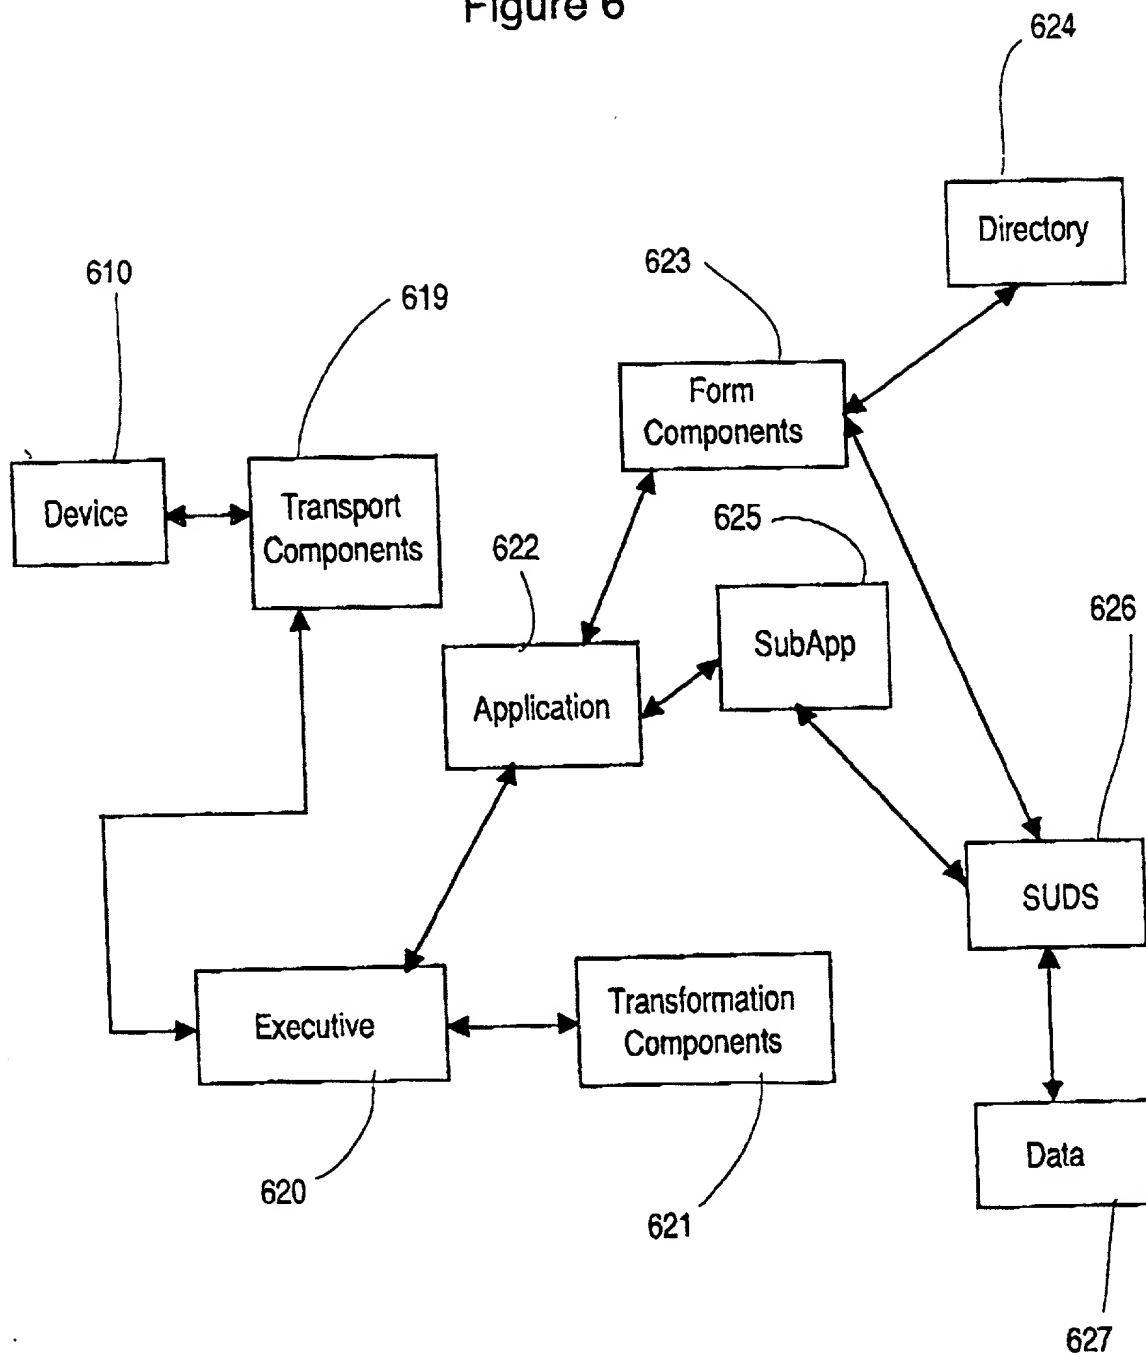 Figure 6
624
Directory
623
610
619
Form
Components
Device
Transport
Components
625
622
SubApp
626
Application
SUDS
Executive
Transformation
Components
Data
620
621
627